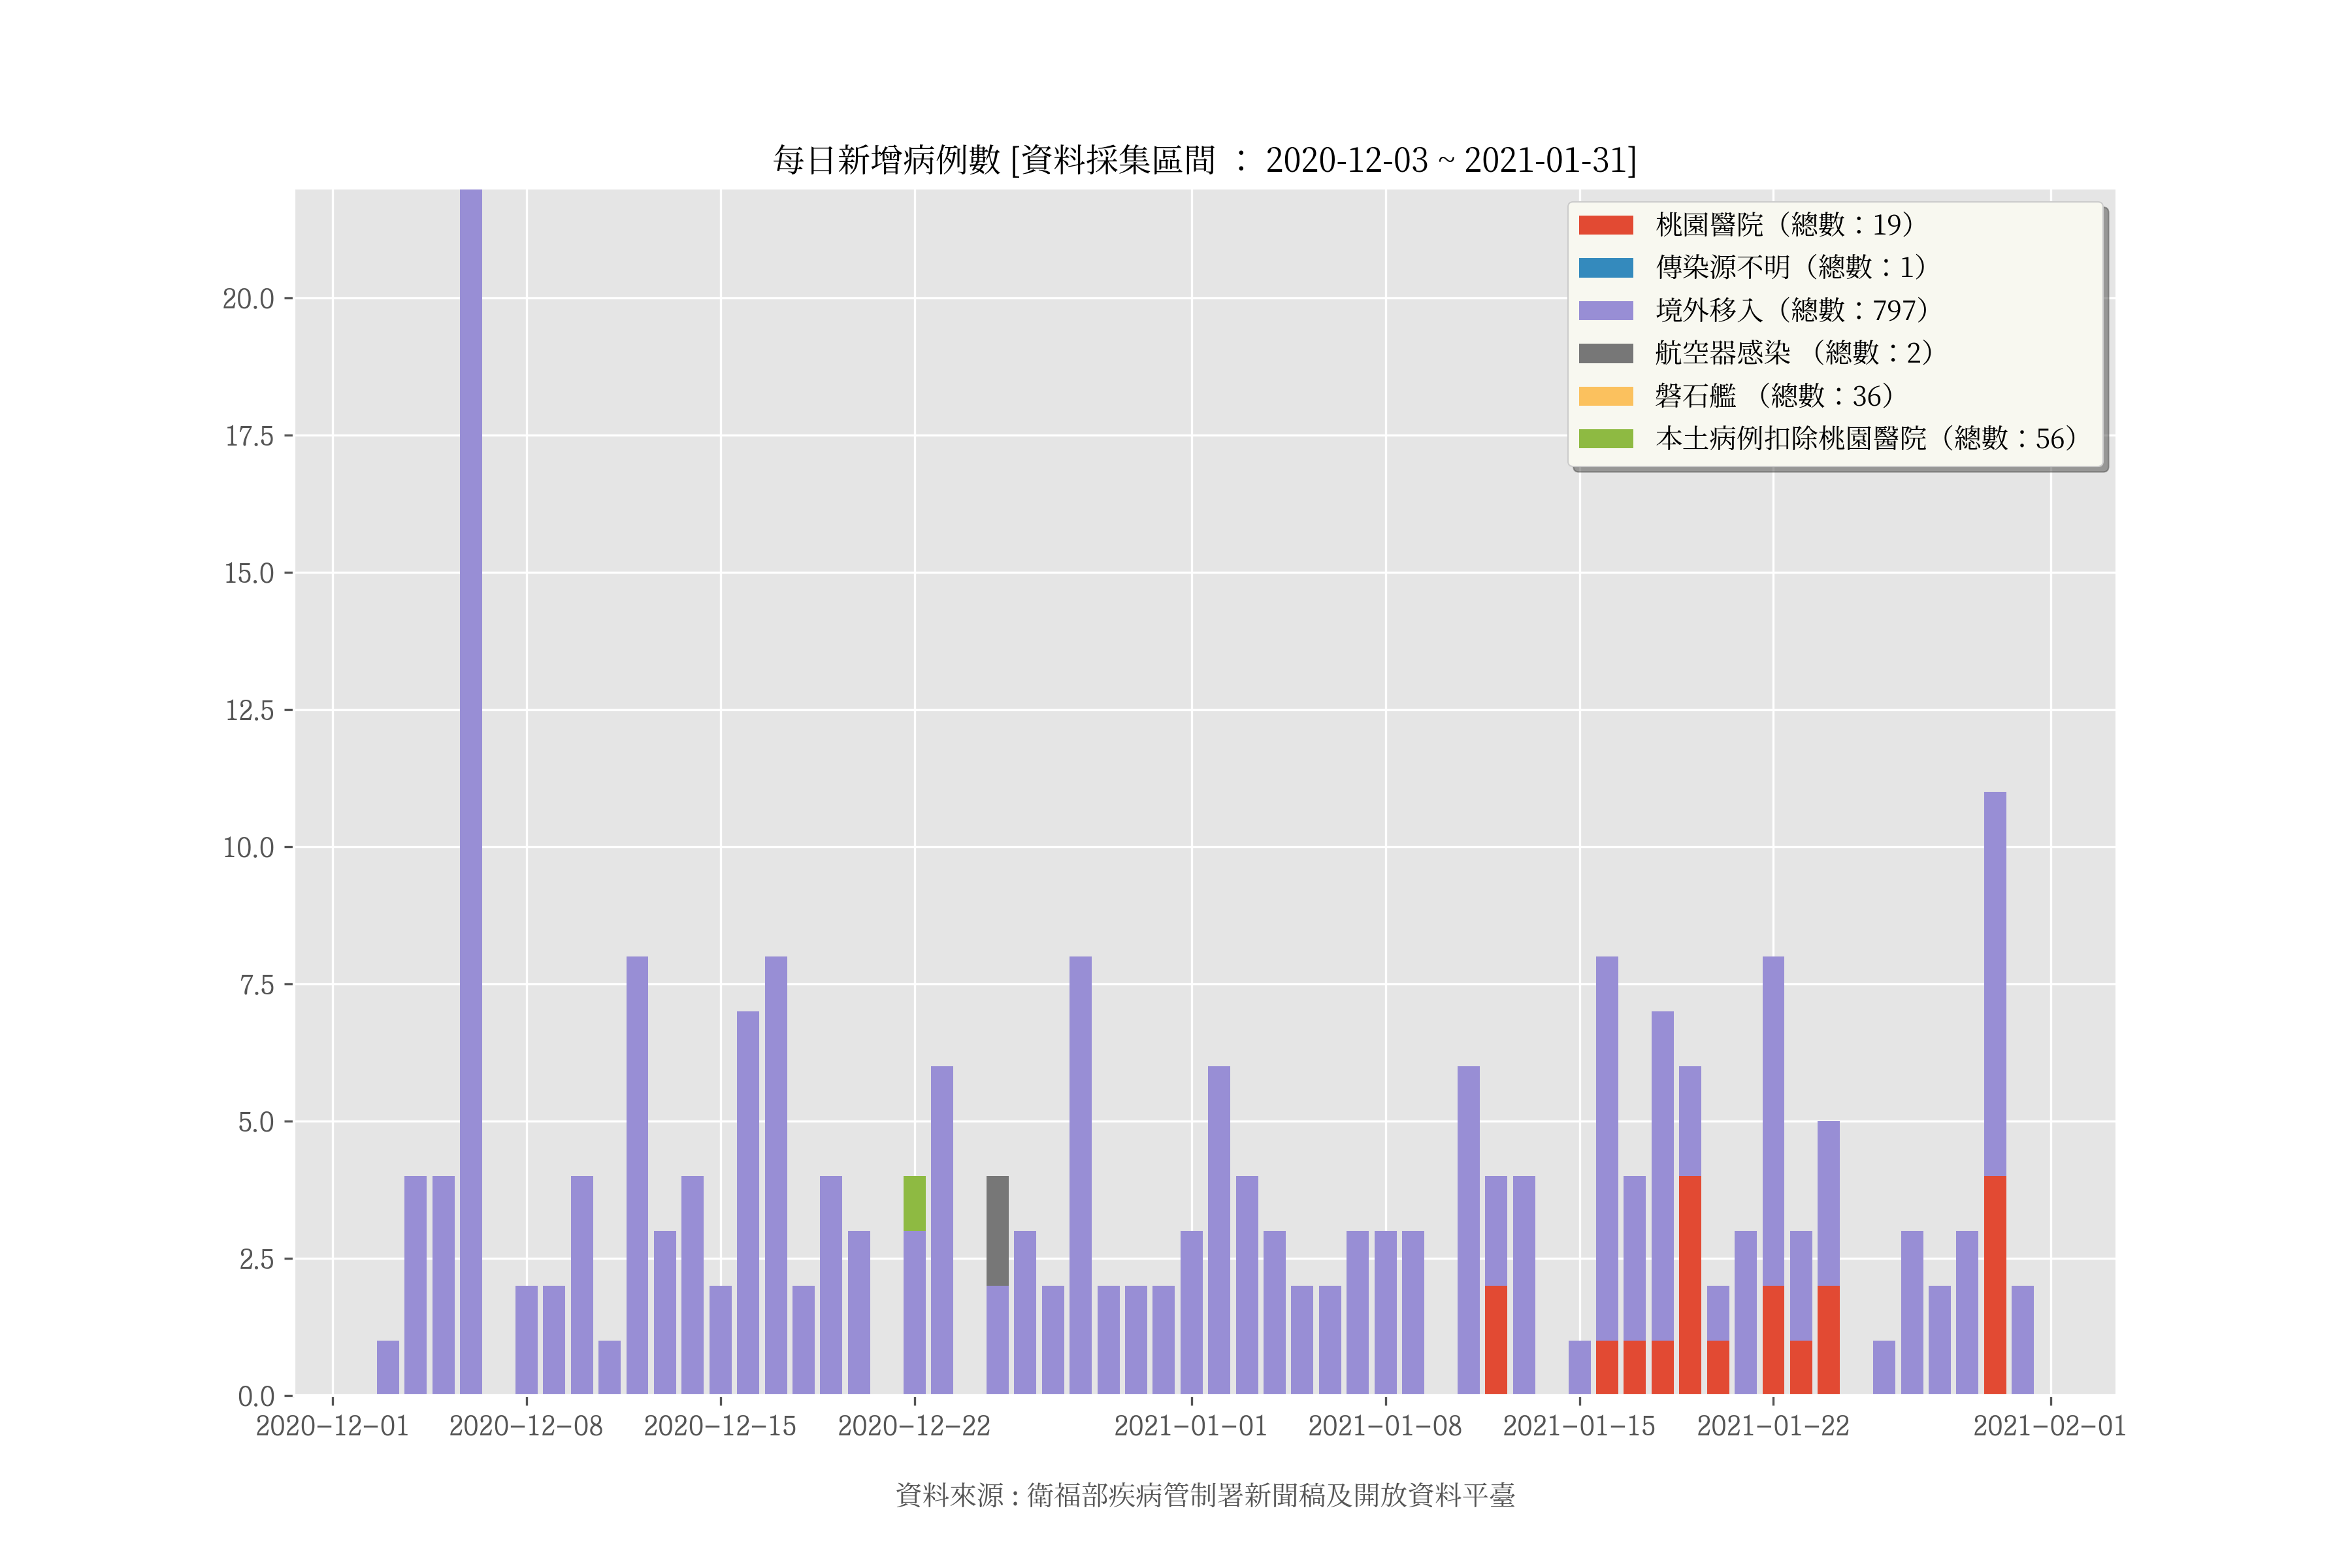 每日新增病例數 [資料採集區間 ： 2020-12-03 ~ 2021-01-31]
桃園醫院（總數：19）
傳染源不明（總數：1）
境外移入（總數：797）
航空器感染 （總數：2）
磐石艦 （總數：36）
本土病例扣除桃園醫院（總數：56）
20.0
17.5
15.0
12.5
10.0
7.5
5.0
2.5
0.0
2020-12-01 2020-12-08 2020-12-15 2020-12-22 2021-01-01 2021-01-08 2021-01-15 2021-01-22 2021-02-01
資料來源 : 衛福部疾病管制署新聞稿及開放資料平臺